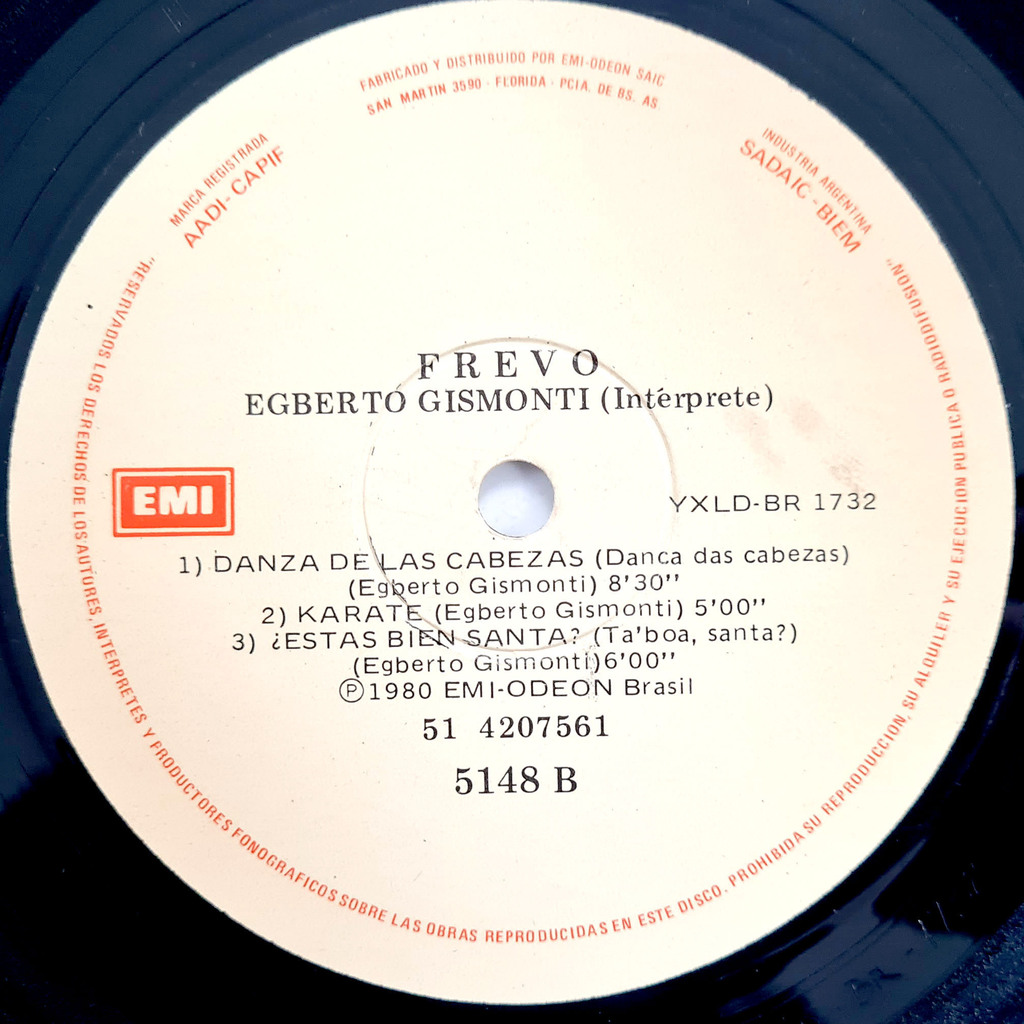 FABRICADO Y DISTRIBUIDO POR EMI-ODEON SAIC
SAN MARTIN 3590 - FLORIDA - PCIA. DE BS. AS
MARCA REGISTRADA
AADI-CAPIF
INDUSTRIA ARGENTINA
SADAIC-BIEM
FREVO
EGBERTO GISMONTI (Intérprete)
EMI
YXLD-BR 1732
1) DANZA DE LAS CABEZAS (Danca das cabezas)
(Egberto Gismonti) 8'30''
2) KARATE (Egberto Gismonti) 5'00''
3) ¿ESTAS BIEN SANTA? (Ta'boa, santa?)
(Egberto Gismonti)6'00''
Ⓟ1980 EMI-ODEON Brasil
51 4207561
5148 B
"RESERVADOS LOS DERECHOS DE LOS AUTORES, INTERPRETES Y PRODUCTORES FONOGRAFICOS SOBRE LAS OBRAS REPRODUCIDAS EN ESTE DISCO. PROHIBIDA SU REPRODUCCION, SU ALQUILER Y SU EJECUCION PUBLICA O RADIODIFUSION"